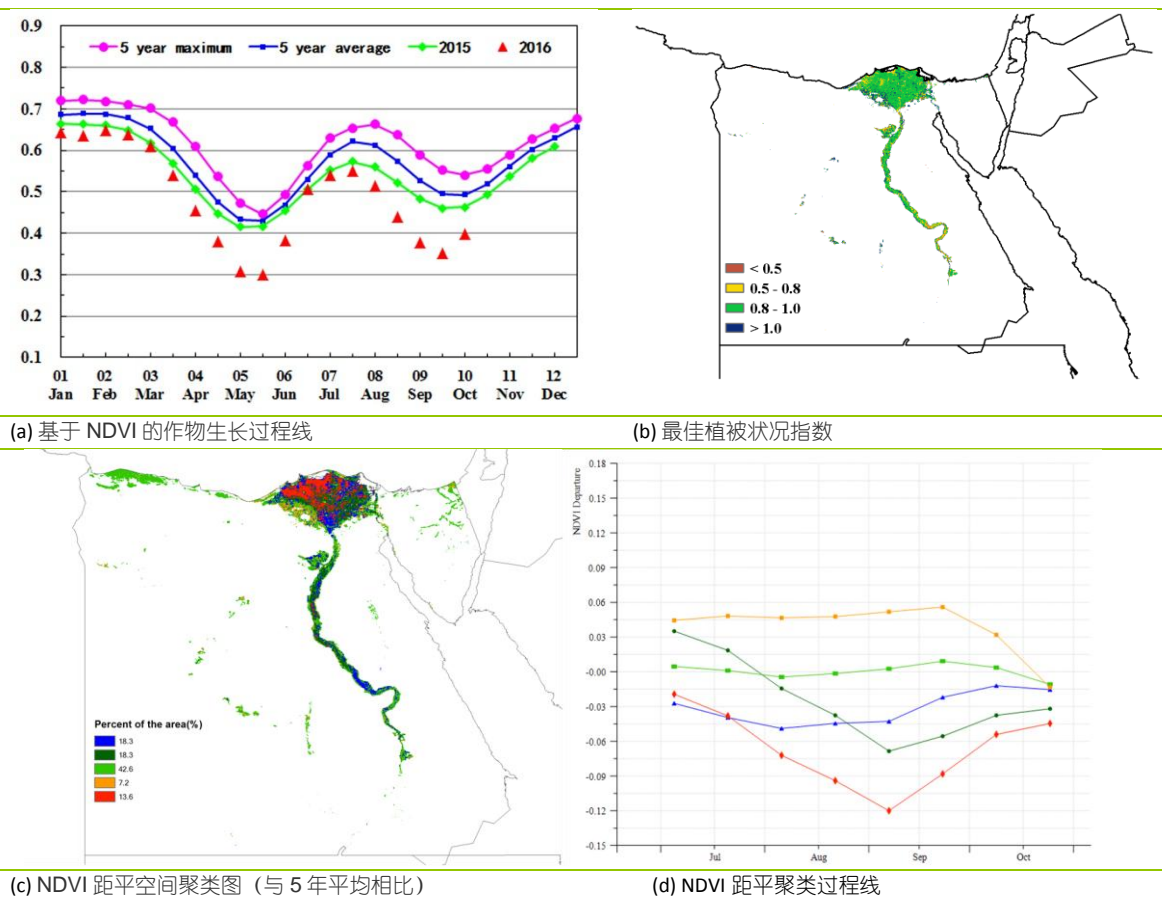 0.9
5 year maximum 5 year average 2015 2016
0.8
0.7
0.6
0.5
0.4
0.3
0.2
0.1
01 02 03 04 05 06 07 08 09 10 11 12
Jan Feb Mar Apr May Jun Jul Aug Sep Oct Nov Dec
< 0.5
0.5 - 0.8
0.8 - 1.0
> 1.0
(a) 基于 NDVI 的作物生长过程线
(b) 最佳植被状况指数
Percent of the area(%)
18.3
18.3
42.6
7.2
13.6
NDVI Departure
0.18
0.15
0.12
0.09
0.06
0.03
-0.00
-0.03
-0.06
-0.09
-0.12
-0.15
Jul Aug Sep Oct
(c) NDVI 距平空间聚类图（与 5 年平均相比）
(d) NDVI 距平聚类过程线